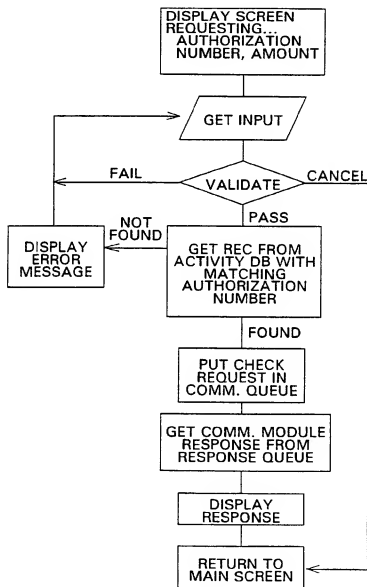 DISPLAY SCREEN
REQUESTING...
AUTHORIZATION
NUMBER, AMOUNT
GET INPUT
FAIL
VALIDATE
CANCEL
PASS
NOT
FOUND
DISPLAY
ERROR
MESSAGE
GET REC FROM
ACTIVITY DB WITH
MATCHING
AUTHORIZATION
NUMBER
FOUND
PUT CHECK
REQUEST IN
COMM. QUEUE
GET COMM. MODULE
RESPONSE FROM
RESPONSE QUEUE
DISPLAY
RESPONSE
RETURN TO
MAIN SCREEN